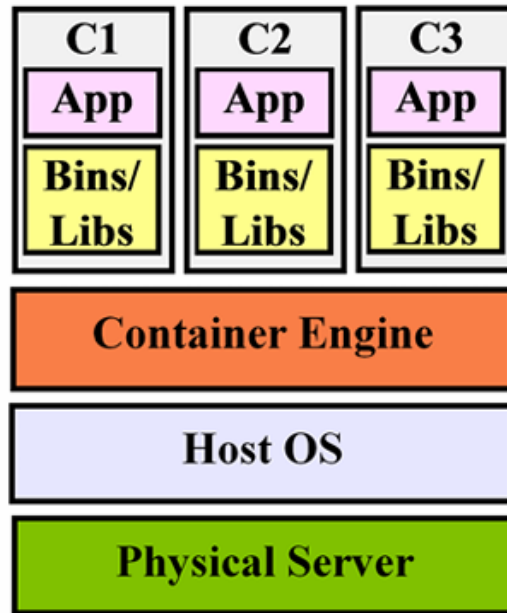 C1 C2 C3
App App App
Bins/ Bins/ Bins/
Libs Libs Libs
Container Engine
Host OS
Physical Server